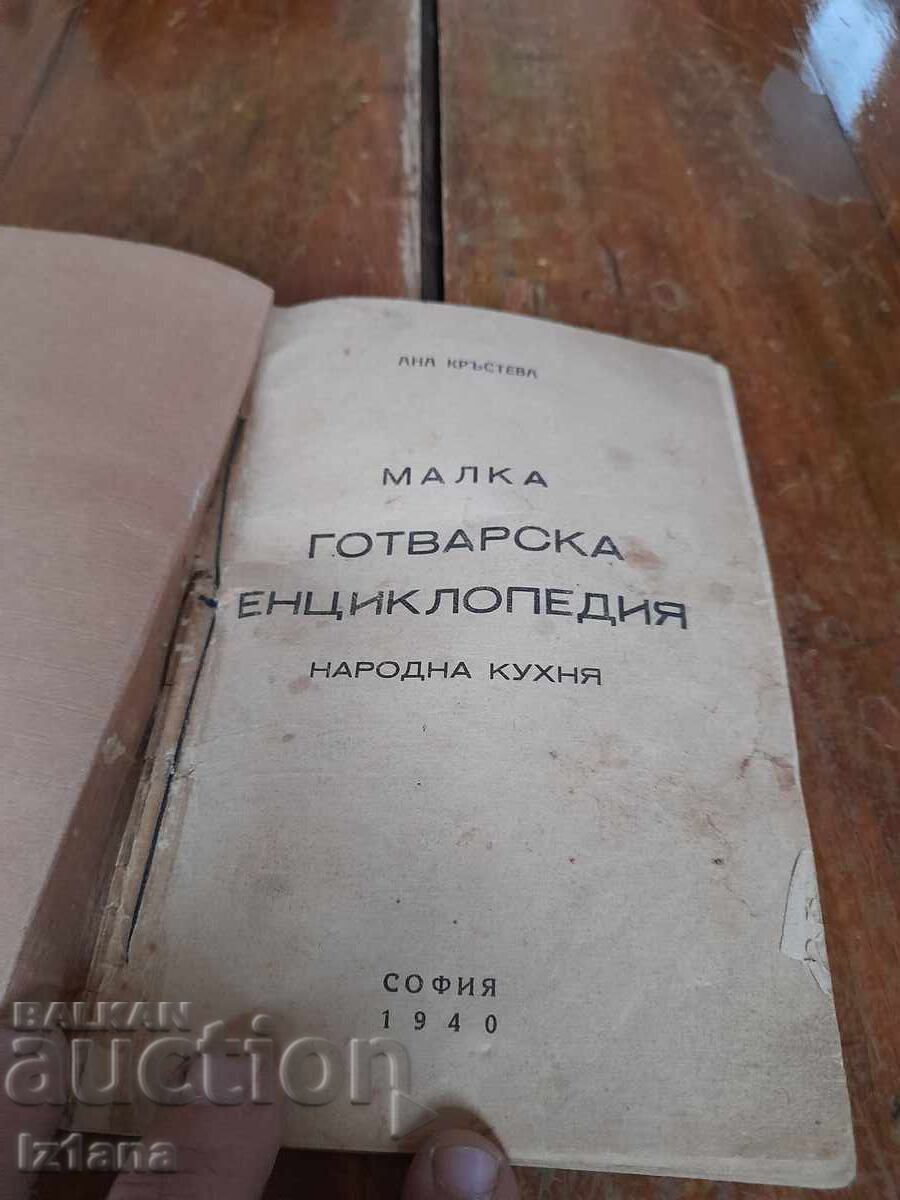 АНА КРЪСТЕВА
МАЛКА
ГОТВАРСКА
ЕНЦИКЛОПЕДИЯ
НАРОДНА КУХНЯ
СОФИЯ
1940
BALKAN
auction
Iz1ana